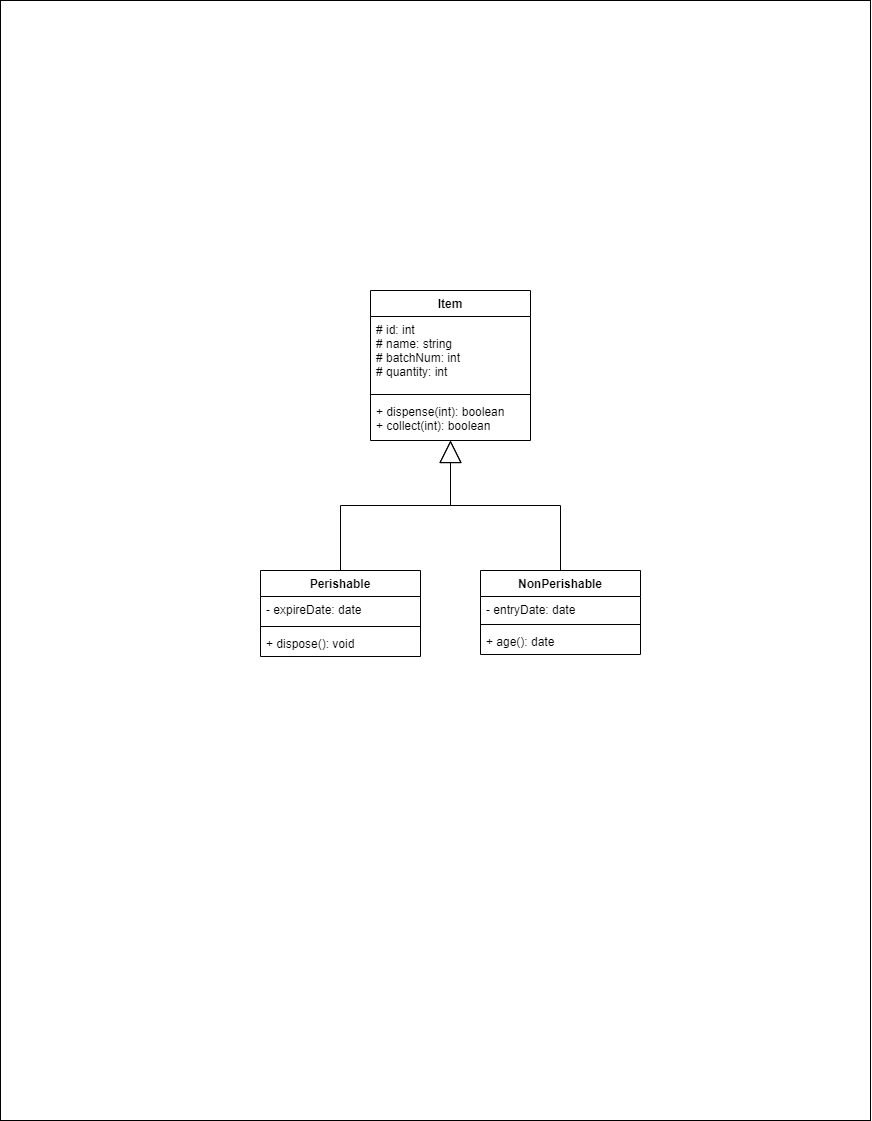 Item
# id: int
# name: string
# batchNum: int
# quantity: int
+ dispense(int): boolean
+ collect(int): boolean
Perishable
- expireDate: date
+ dispose(): void
NonPerishable
- entryDate: date
+ age(): date